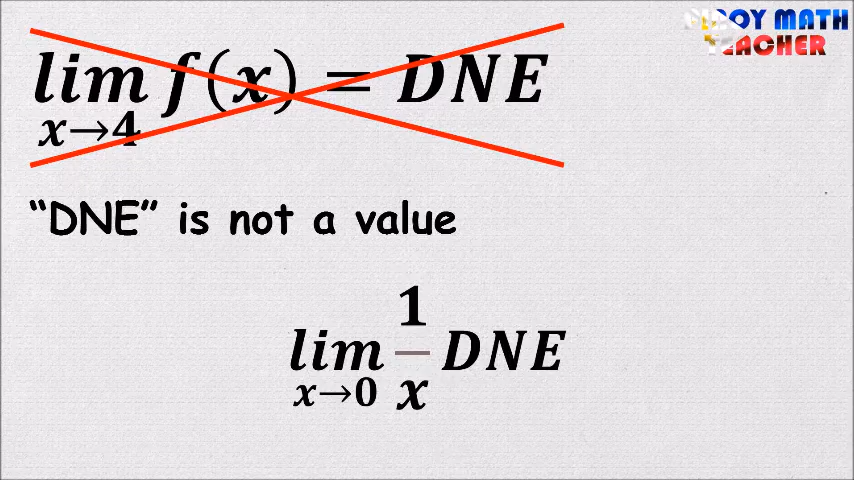 lim f(x) = DNE
x→4
MATH
TEACHER
“DNE” is not a value
1
lim — DNE
x→0 x